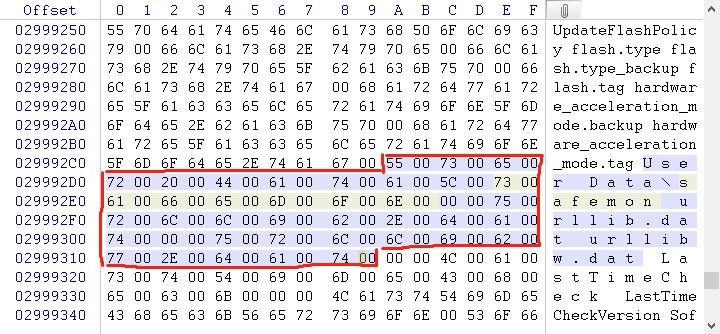 Offset 0 1 2 3 4 5 6 7 8 9 A B C D E F
02999250 55 70 64 61 74 65 46 6C 61 73 68 50 6F 6C 69 63 UpdateFlashPolic
02999260 79 00 66 6C 61 73 68 2E 74 79 70 65 00 66 6C 61 y flash.type fla
02999270 73 68 2E 74 79 70 65 5F 62 61 63 6B 75 70 00 66 sh.type_backup f
02999280 6C 61 73 68 2E 74 61 67 00 68 61 72 64 77 61 72 lash.tag hardwar
02999290 65 5F 61 63 63 65 6C 65 72 61 74 69 6F 6E 5F 6D e_acceleration_m
029992A0 6F 64 65 2E 62 61 63 6B 75 70 00 68 61 72 64 77 ode.backup hardw
029992B0 61 72 65 5F 61 63 63 65 6C 65 72 61 74 69 6F 6E are_acceleration
029992C0 5F 6D 6F 64 65 2E 74 61 67 00 55 00 73 00 65 00 _mode.tag U s e
029992D0 72 00 20 00 44 00 61 00 74 00 61 00 5C 00 73 00 r D a t a \ s
029992E0 61 00 66 00 65 00 6D 00 6F 00 6E 00 00 00 75 00 a f e m o n u
029992F0 72 00 6C 00 6C 00 69 00 62 00 2E 00 64 00 61 00 r l l i b . d a
02999300 74 00 00 00 75 00 72 00 6C 00 6C 00 69 00 62 00 t u r l l i b
02999310 77 00 2E 00 64 00 61 00 74 00 00 00 4C 00 61 00 w . d a t L a
02999320 73 00 74 00 54 00 69 00 6D 00 65 00 43 00 68 00 s t T i m e C h
02999330 65 00 63 00 6B 00 00 00 4C 61 73 74 54 69 6D 65 e c k LastTime
02999340 43 68 65 63 6B 56 65 72 73 69 6F 6E 00 53 6F 66 CheckVersion Sof